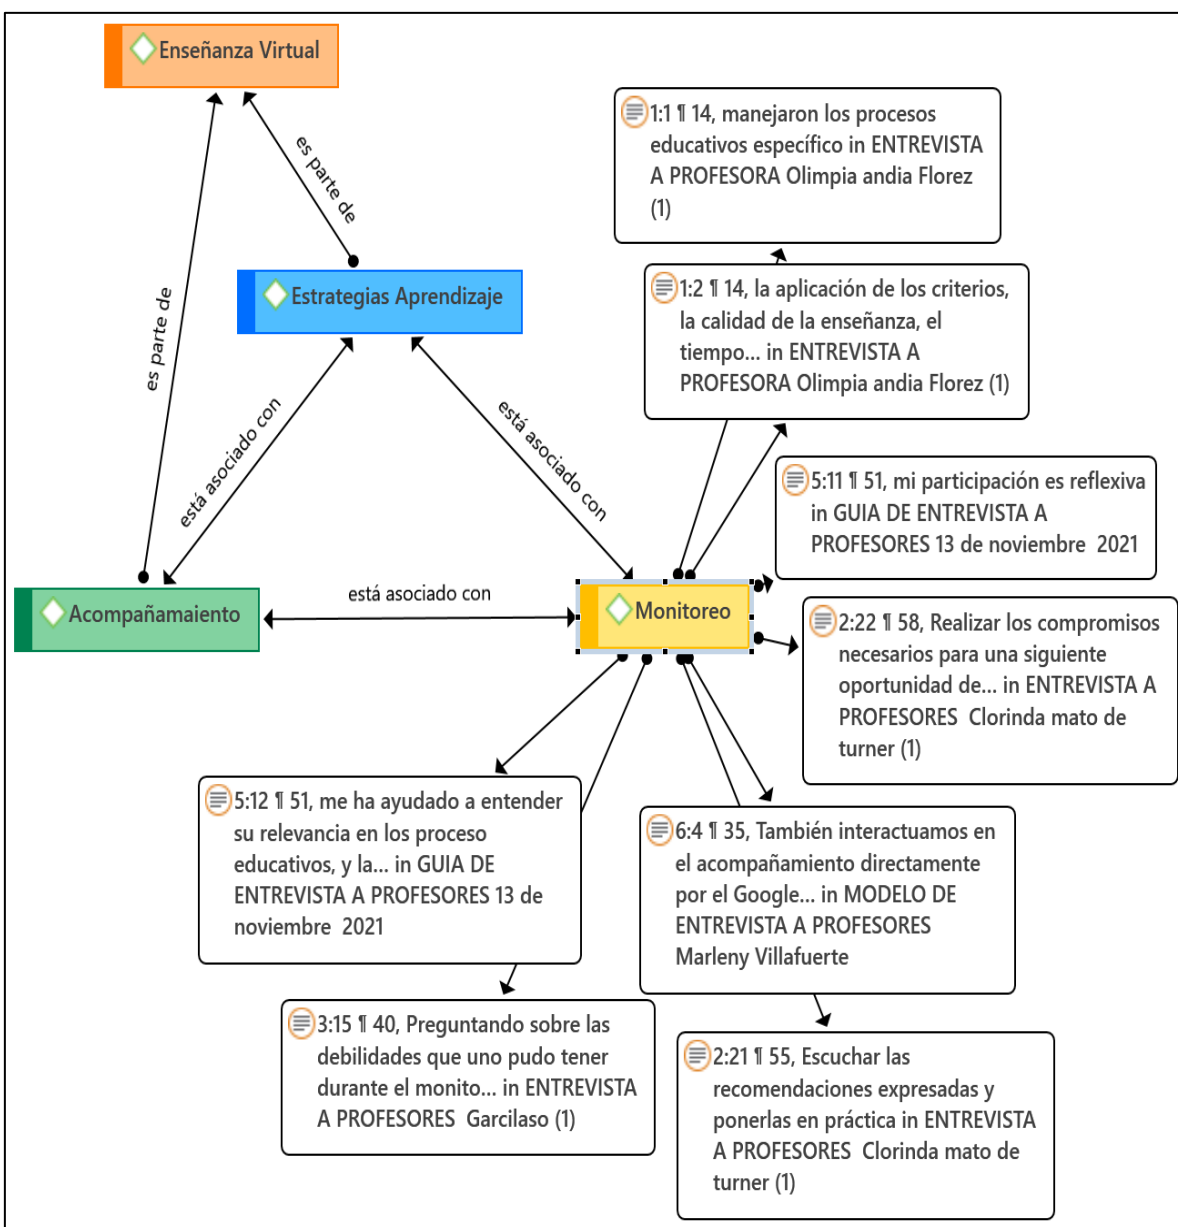 Enseñanza Virtual
1:1 ¶ 14, manejaron los procesos
educativos específico in ENTREVISTA
A PROFESORA Olimpia andia Florez
(1)
es parte de
es parte de
Estrategias Aprendizaje
1:2 ¶ 14, la aplicación de los criterios,
la calidad de la enseñanza, el
tiempo... in ENTREVISTA A
PROFESORA Olimpia andia Florez (1)
está asociado con
está asociado con
5:11 ¶ 51, mi participación es reflexiva
in GUIA DE ENTREVISTA A
PROFESORES 13 de noviembre  2021
Acompañamaiento
está asociado con
Monitoreo
2:22 ¶ 58, Realizar los compromisos
necesarios para una siguiente
oportunidad de... in ENTREVISTA A
PROFESORES  Clorinda mato de
turner (1)
5:12 ¶ 51, me ha ayudado a entender
su relevancia en los proceso
educativos, y la... in GUIA DE
ENTREVISTA A PROFESORES 13 de
noviembre  2021
6:4 ¶ 35, También interactuamos en
el acompañamiento directamente
por el Google... in MODELO DE
ENTREVISTA A PROFESORES
Marleny Villafuerte
3:15 ¶ 40, Preguntando sobre las
debilidades que uno pudo tener
durante el monito... in ENTREVISTA
A PROFESORES  Garcilaso (1)
2:21 ¶ 55, Escuchar las
recomendaciones expresadas y
ponerlas en práctica in ENTREVISTA
A PROFESORES  Clorinda mato de
turner (1)